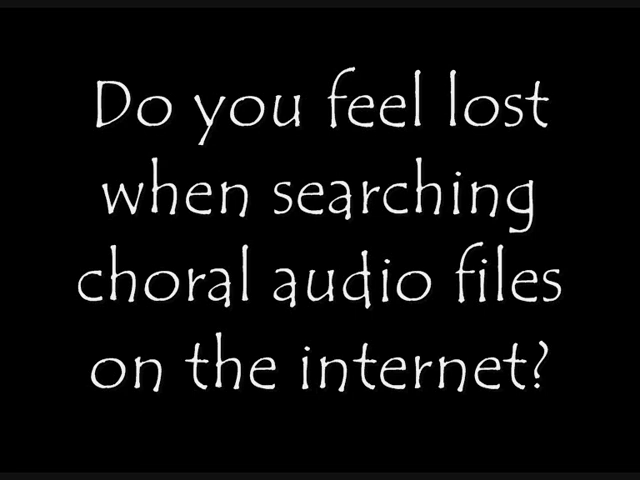 Do you feel lost
when searching
choral audio files
on the internet?